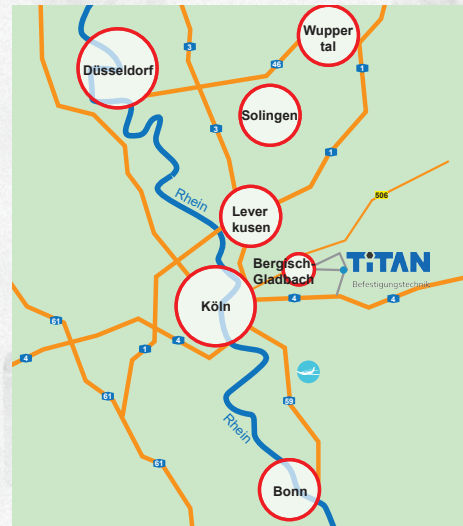 Wupper
tal
3
Düsseldorf
46
1
Solingen
3
1
Rhein
506
Lever
kusen
Bergisch-
Gladbach
TiTAN
Befestigungstechnik
Köln
4
4
61
4
1
4
61
59
Rhein
61
Bonn